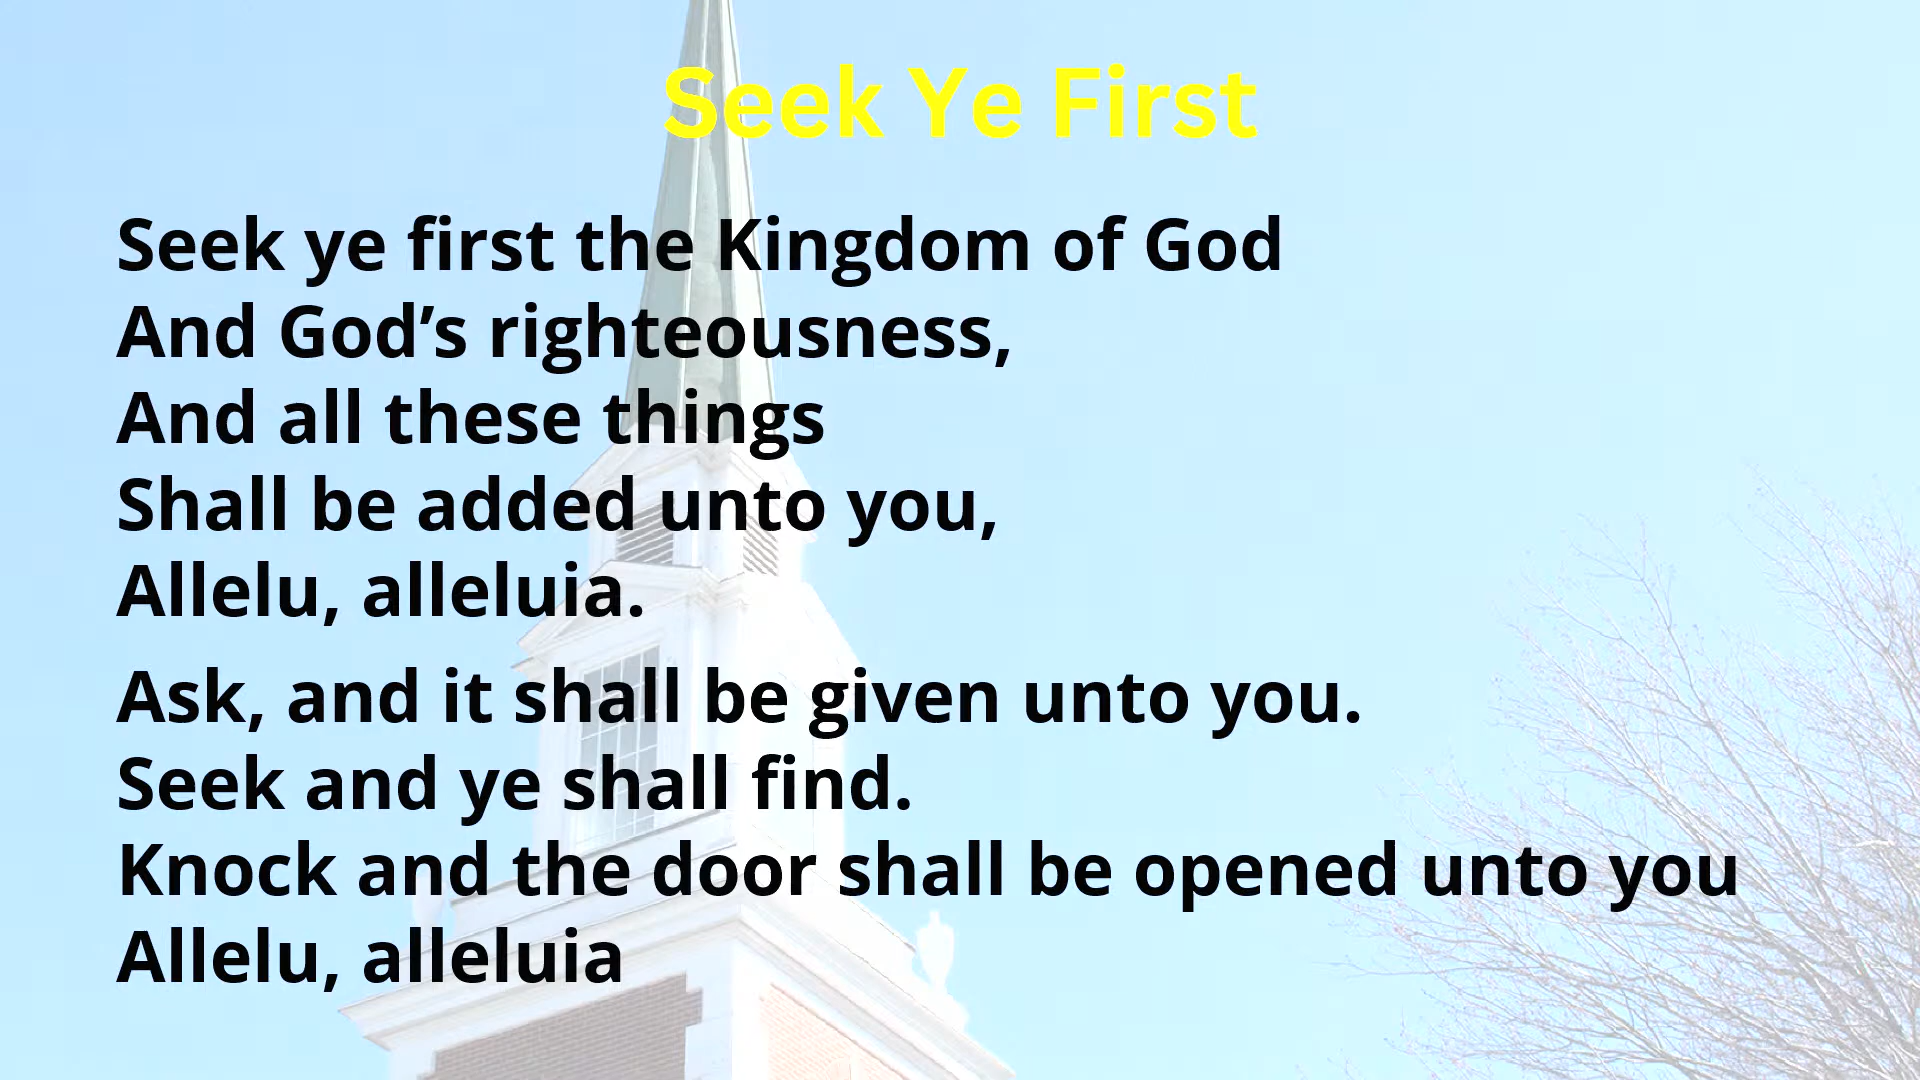 Seek Ye First
Seek ye first the Kingdom of God
And God’s righteousness,
And all these things
Shall be added unto you,
Allelu, alleluia.
Ask, and it shall be given unto you.
Seek and ye shall find.
Knock and the door shall be opened unto you
Allelu, alleluia